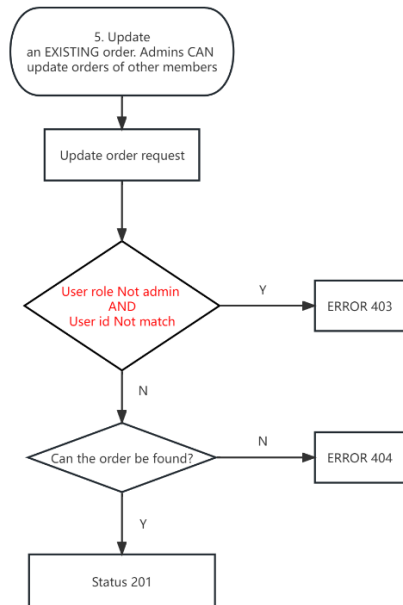 5. Update
an EXISTING order. Admins CAN
update orders of other members
Update order request
User role Not admin
AND
User id Not match
Y
ERROR 403
N
Can the order be found?
N
ERROR 404
Y
Status 201